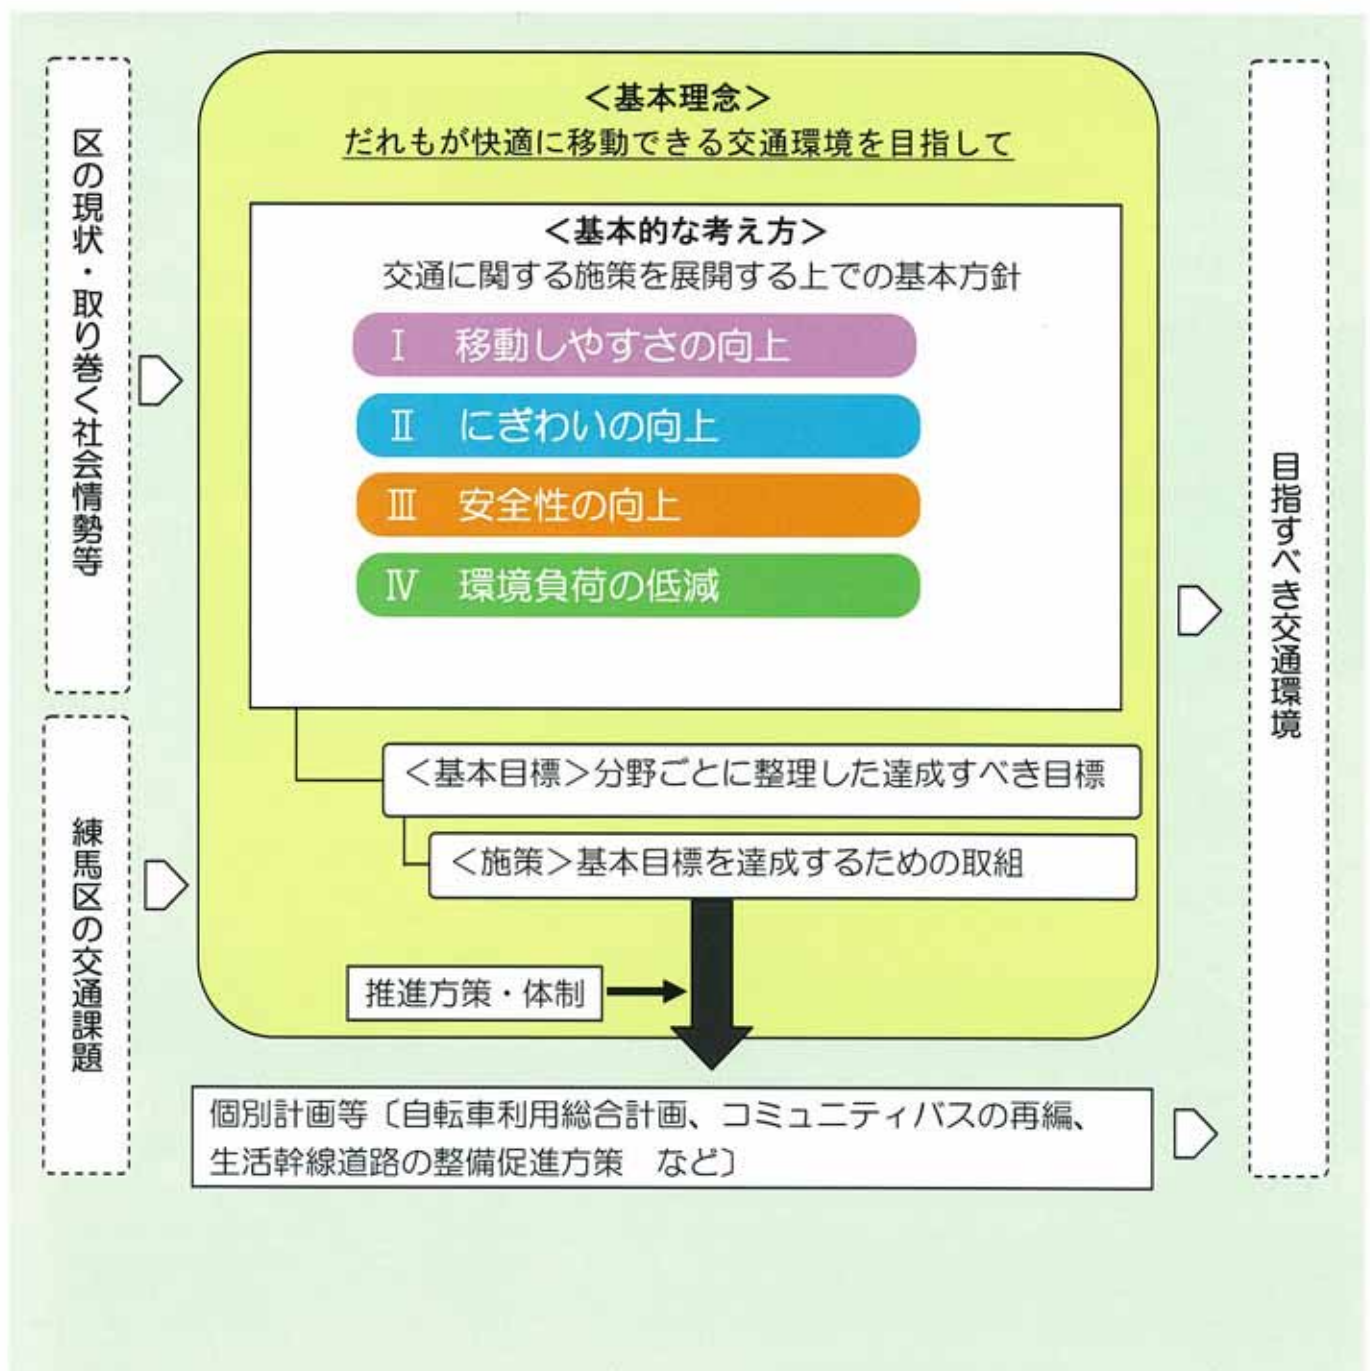 区の現状・取り巻く社会情勢等
練馬区の交通課題
＜基本理念＞
だれもが快適に移動できる交通環境を目指して
＜基本的な考え方＞
交通に関する施策を展開する上での基本方針
Ⅰ　移動しやすさの向上
Ⅱ　にぎわいの向上
Ⅲ　安全性の向上
Ⅳ　環境負荷の低減
＜基本目標＞分野ごとに整理した達成すべき目標
＜施策＞基本目標を達成するための取組
推進方策・体制
個別計画等〔自転車利用総合計画、コミュニティバスの再編、
生活幹線道路の整備促進方策　など〕
目指すべき交通環境